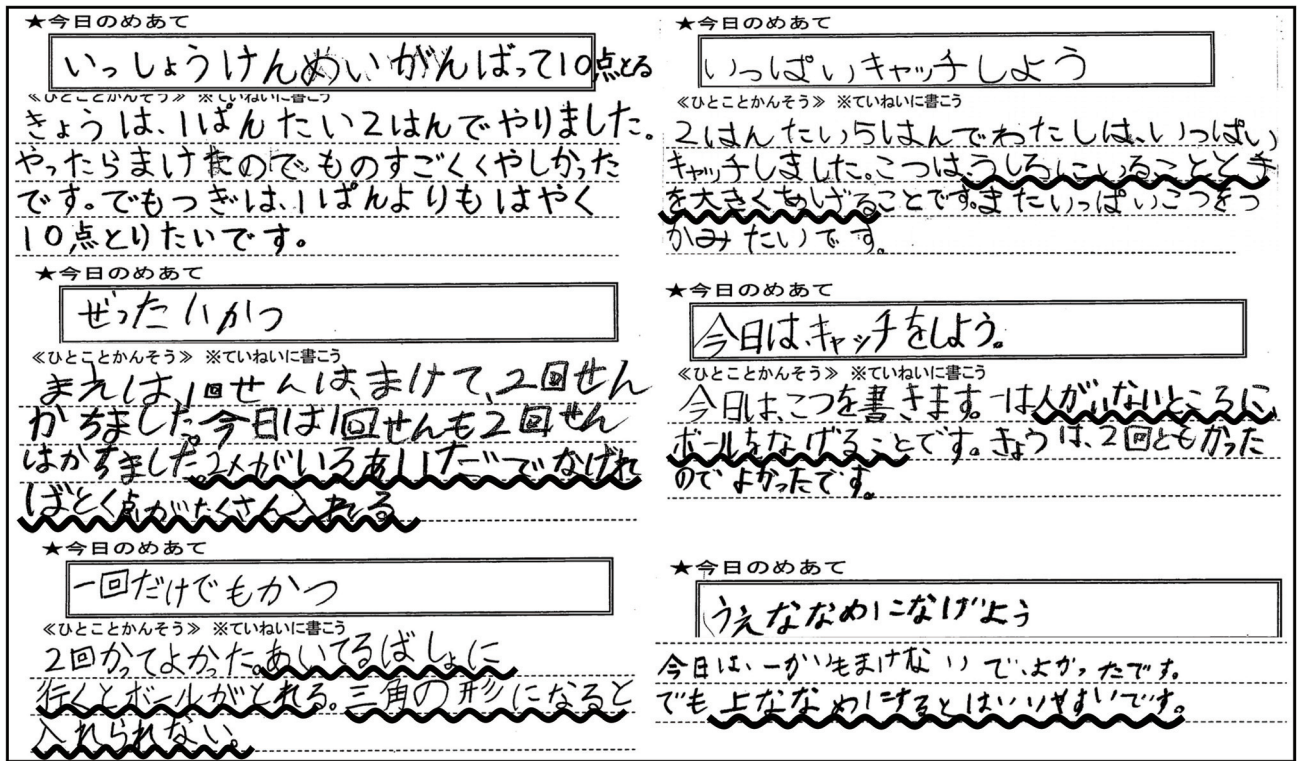 ★今日のめあて
いっしょうけんめいがんばって10点とる
≪ひとことかんそう≫ ※ていねいに書こう
きょうは、1ぱんたい2はんでやりました。
やったらまけたのでものすごくくやしかった
です。でもつぎは、1ぱんよりもはやく
10点とりたいです。
★今日のめあて
ぜったいかつ
≪ひとことかんそう≫ ※ていねいに書こう
まえは、1回せんは、まけて、2回せん
かちました。今日は1回せんも2回せん
はかちました。2人がいるあいだでなげれ
ばとく点がたくさん入れる
★今日のめあて
一回だけでもかつ
≪ひとことかんそう≫ ※ていねいに書こう
2回かってよかった。あいてるばしょに
行くとボールがとれる。三角の形になると
入れられない。
★今日のめあて
いっぱいキャッチしよう
≪ひとことかんそう≫ ※ていねいに書こう
2はんたい5はんでわたしは、いっぱい
キャッチしました。こつは、うしろにいることと手
を大きくあげることです。またいっぱいこつをつ
かみたいです。
★今日のめあて
今日は、キャッチをしよう。
≪ひとことかんそう≫ ※ていねいに書こう
今日は、こつを書きます。一は人がいないところに
ボールをなげることです。きょうは、2回ともかった
のでよかったです。
★今日のめあて
うえななめになげよう
今日は、一かいもまけないで、よかったです。
でも上ななめにするとはいりやすいです。